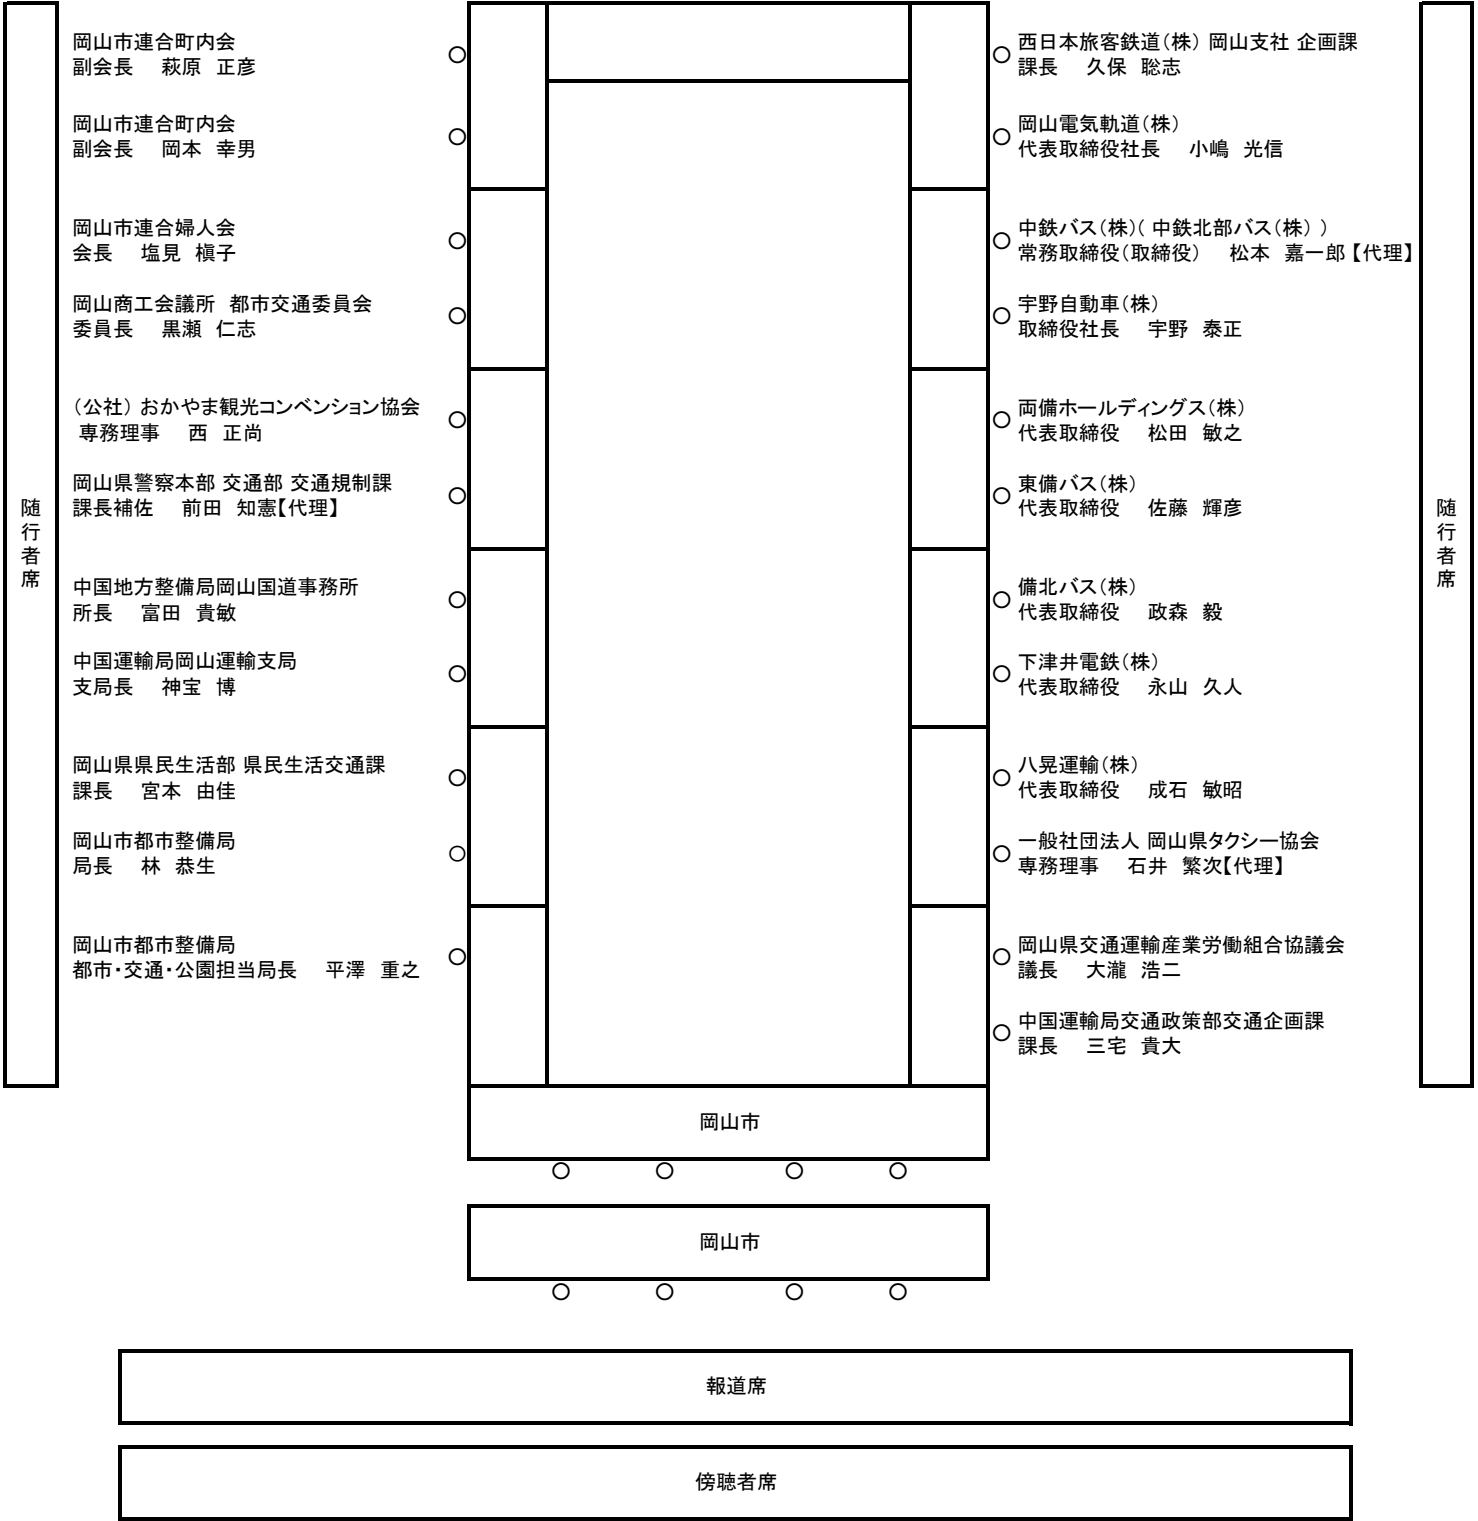 岡山市連合町内会
副会長　萩原　正彦
岡山市連合町内会
副会長　岡本　幸男
岡山市連合婦人会
会長　塩見　槇子
岡山商工会議所　都市交通委員会
委員長　黒瀬　仁志
（公社） おかやま観光コンベンション協会
専務理事　西　正尚
岡山県警察本部 交通部 交通規制課
課長補佐　前田　知憲【代理】
中国地方整備局岡山国道事務所
所長　富田　貴敏
中国運輸局岡山運輸支局
支局長　神宝　博
岡山県県民生活部 県民生活交通課
課長　宮本　由佳
岡山市都市整備局
局長　林　恭生
岡山市都市整備局
都市・交通・公園担当局長　平澤　重之
随行者席
西日本旅客鉄道（株） 岡山支社 企画課
課長　久保　聡志
岡山電気軌道（株）
代表取締役社長　小嶋　光信
中鉄バス（株）（ 中鉄北部バス（株） ）
常務取締役（取締役）　松本　嘉一郎【代理】
宇野自動車（株）
取締役社長　宇野　泰正
両備ホールディングス（株）
代表取締役　松田　敏之
東備バス（株）
代表取締役　佐藤　輝彦
備北バス（株）
代表取締役　政森　毅
下津井電鉄（株）
代表取締役　永山　久人
八晃運輸（株）
代表取締役　成石　敏昭
一般社団法人 岡山県タクシー協会
専務理事　石井　繁次【代理】
岡山県交通運輸産業労働組合協議会
議長　大瀧　浩二
中国運輸局交通政策部交通企画課
課長　三宅　貴大
随行者席
岡山市
岡山市
報道席
傍聴者席